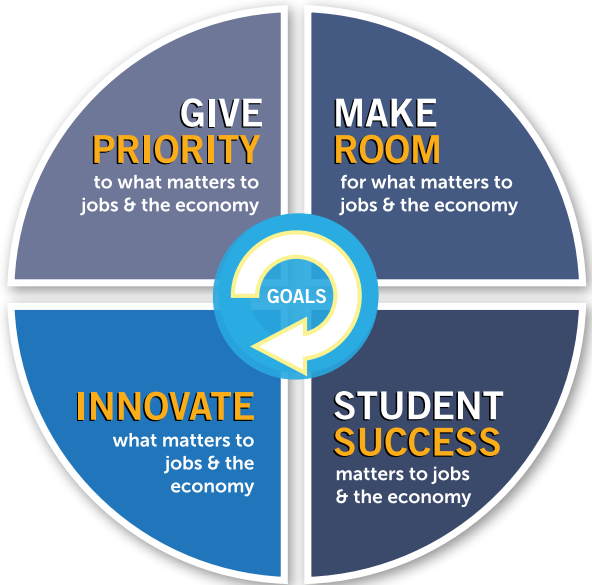 GIVE
PRIORITY
to what matters to
jobs & the economy
MAKE
ROOM
for what matters to
jobs & the economy
GOALS
INNOVATE
what matters to
jobs & the
economy
STUDENT
SUCCESS
matters to jobs
& the economy